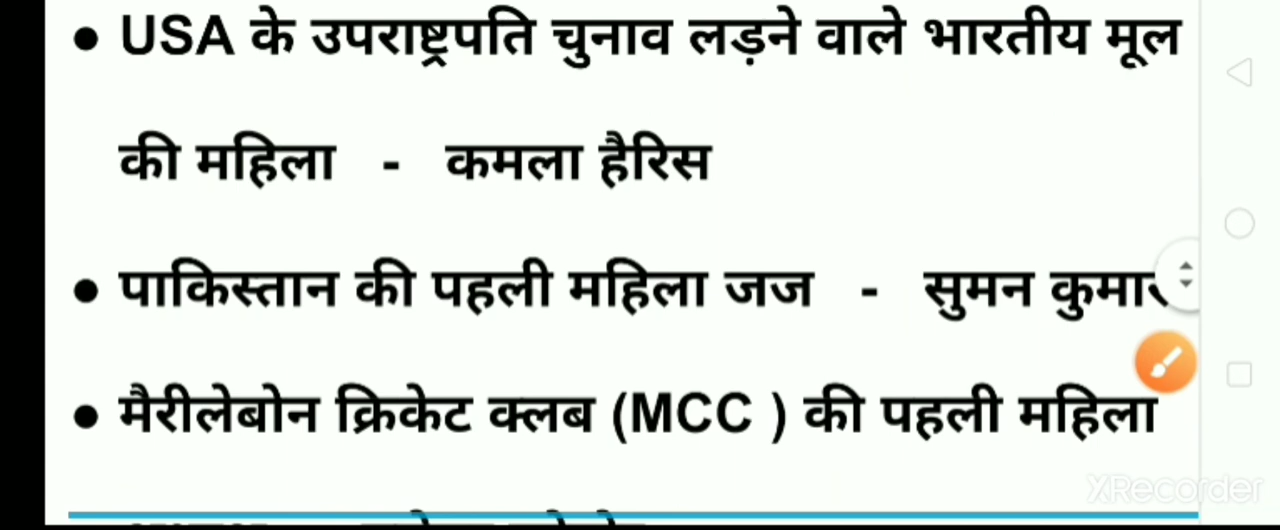 • USA के उपराष्ट्रपति चुनाव लड़ने वाले भारतीय मूल
की महिला - कमला हैरिस
• पाकिस्तान की पहली महिला जज - सुमन
• मैरीलेबोन क्रिकेट क्लब (MCC ) की पहली महिला
XRecorder